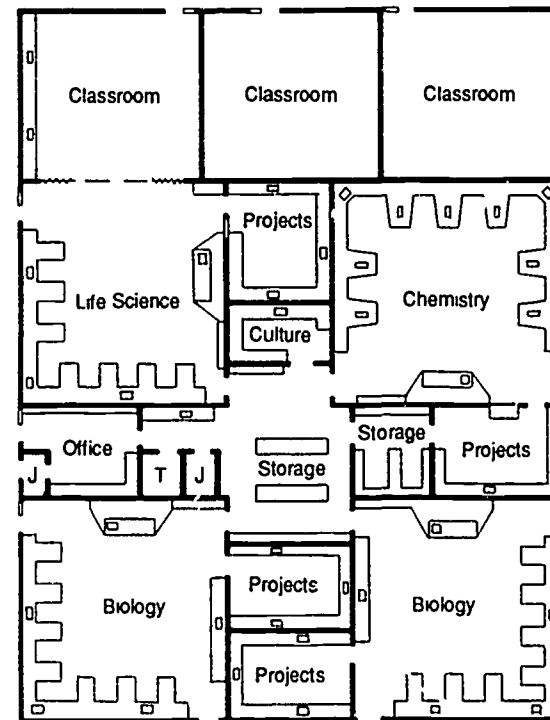 Classroom
Classroom
Classroom
Projects
Life Science
Chemistry
Culture
Storage
Office
Projects
J
T
J
Storage
Projects
Biology
Biology
Projects